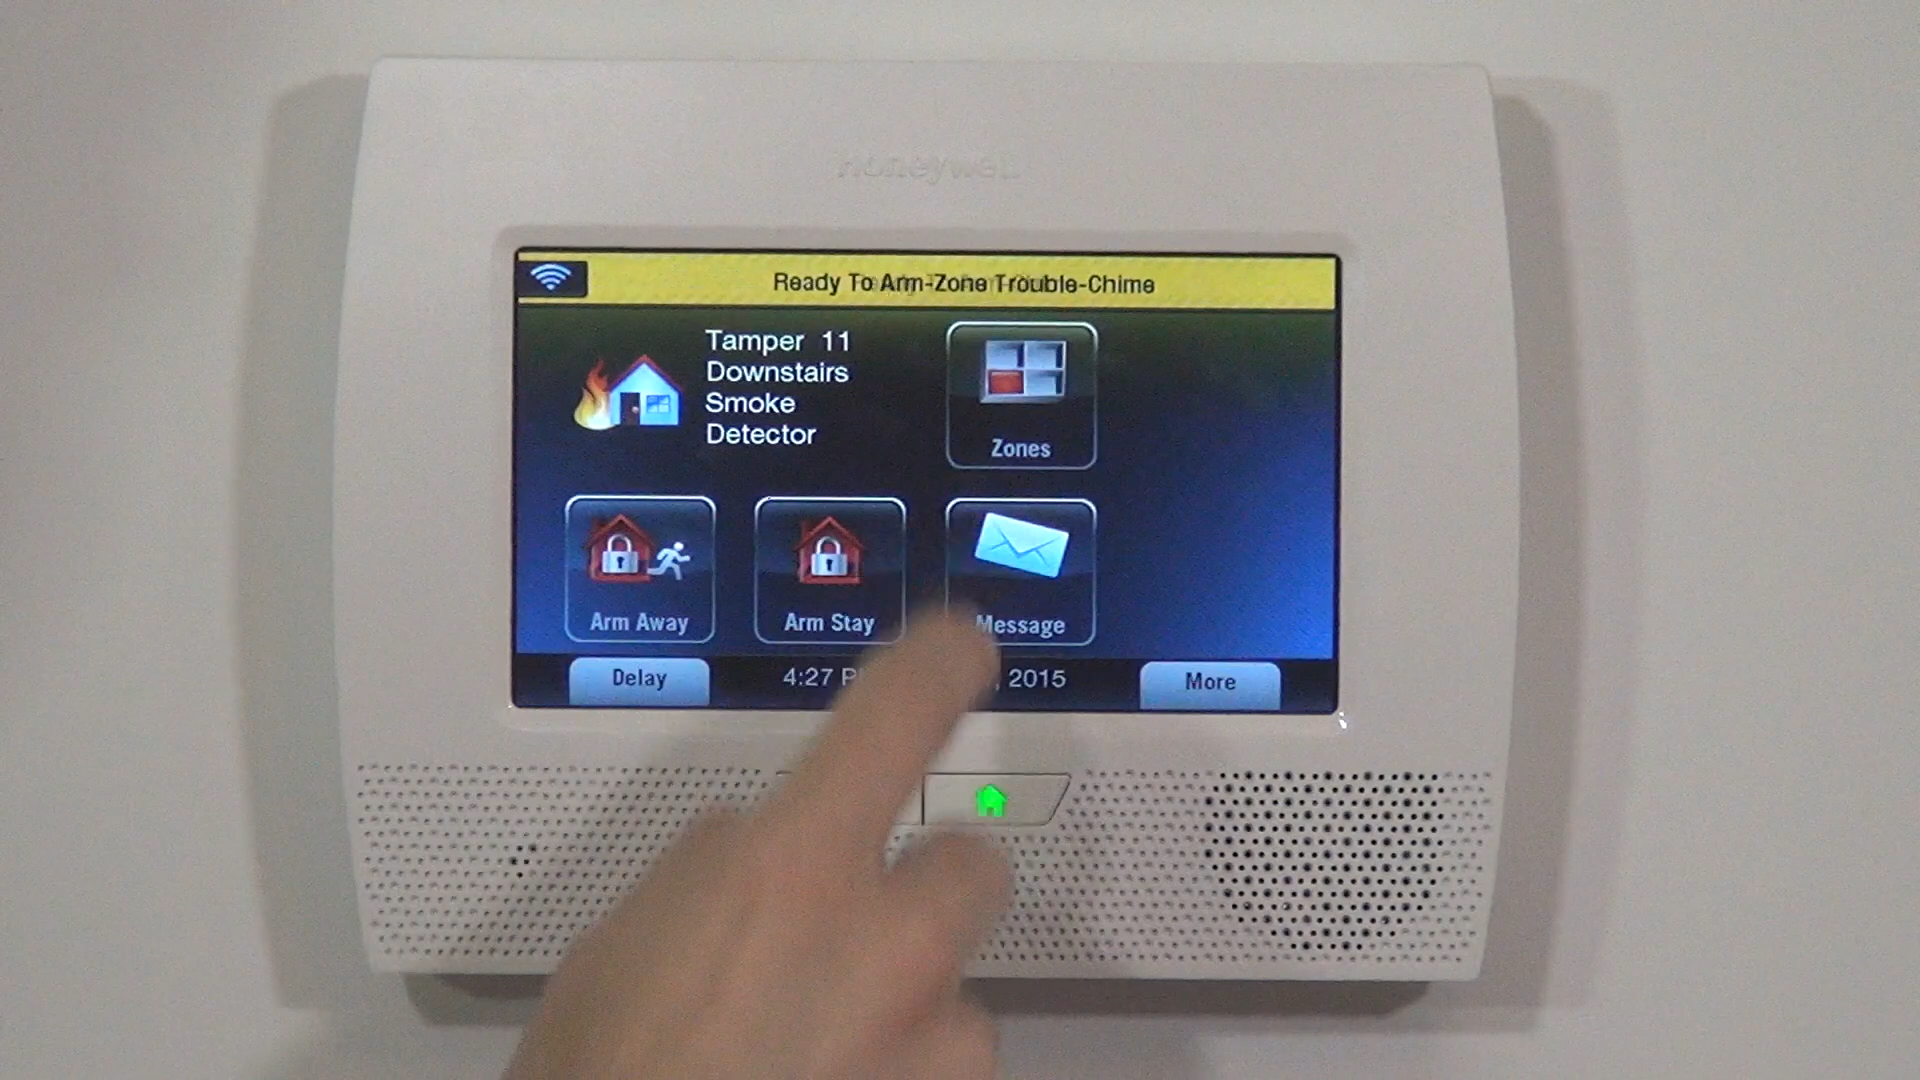 Honeywell
Ready To Arm-Zone Trouble-Chime
Tamper 11
Downstairs
Smoke
Detector
Zones
Arm Away
Arm Stay
Message
Delay
4:27
, 2015
More